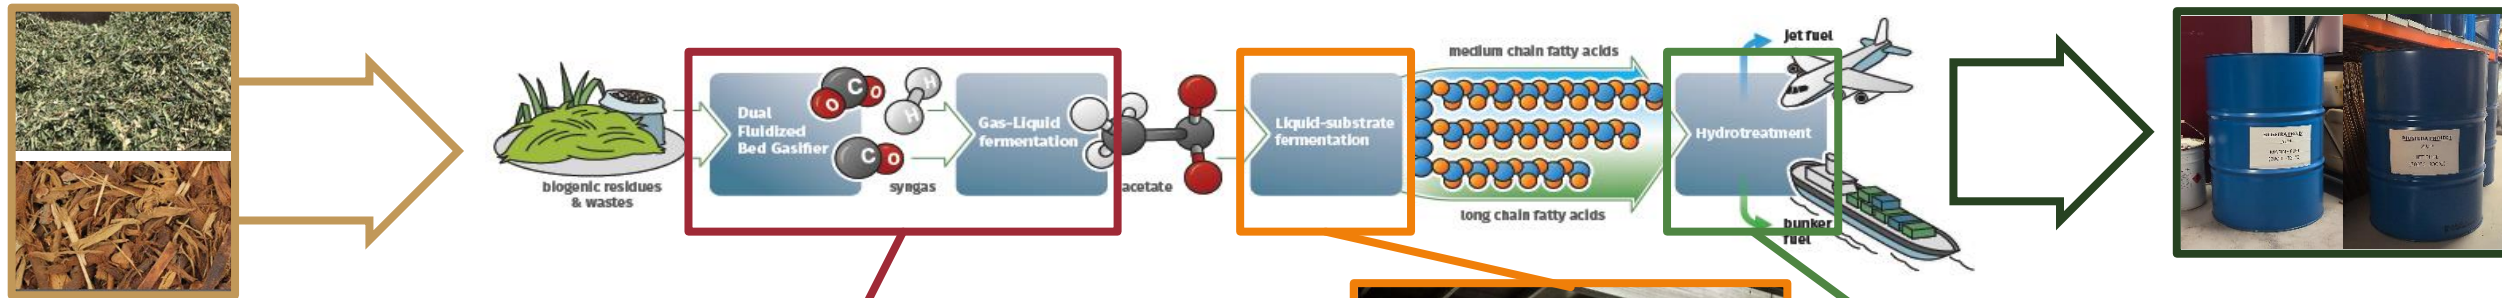 biogenic residues
& wastes
Dual
Fluidized
Bed Gasifier
O
C
O
C
O
H
H
syngas
Gas-Liquid
fermentation
acetate
Liquid-substrate
fermentation
medium chain fatty acids
long chain fatty acids
Hydrotreatment
jet fuel
bunker
fuel